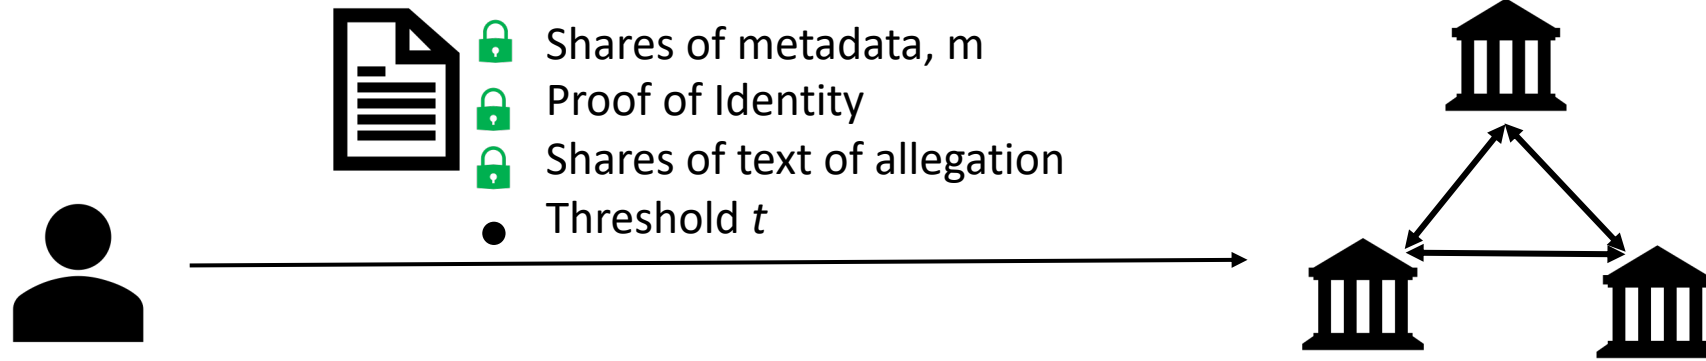 Shares of metadata, m
Proof of Identity
Shares of text of allegation
Threshold t